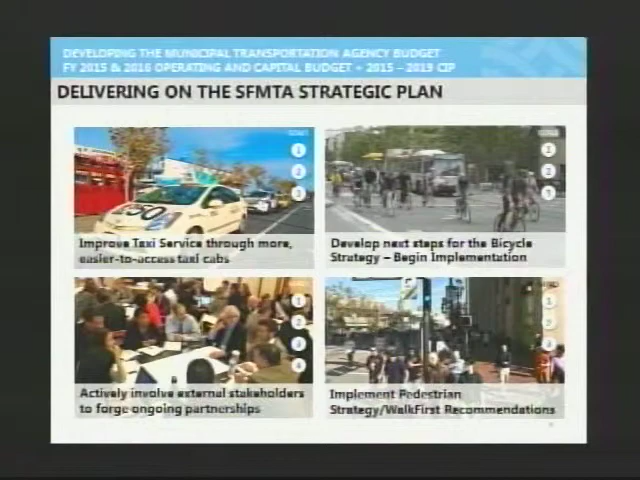 DEVELOPING THE MUNICIPAL TRANSPORTATION AGENCY BUDGET
FY 2015 & 2016 OPERATING AND CAPITAL BUDGET + 2015 – 2019 CIP
DELIVERING ON THE SFMTA STRATEGIC PLAN
1
2
3
Improve Taxi Service through more,
easier-to-access taxi cabs
1
2
3
Develop next steps for the Bicycle
Strategy – Begin Implementation
1
2
3
4
Actively involve external stakeholders
to forge ongoing partnerships
1
2
3
Implement Pedestrian
Strategy/WalkFirst Recommendations